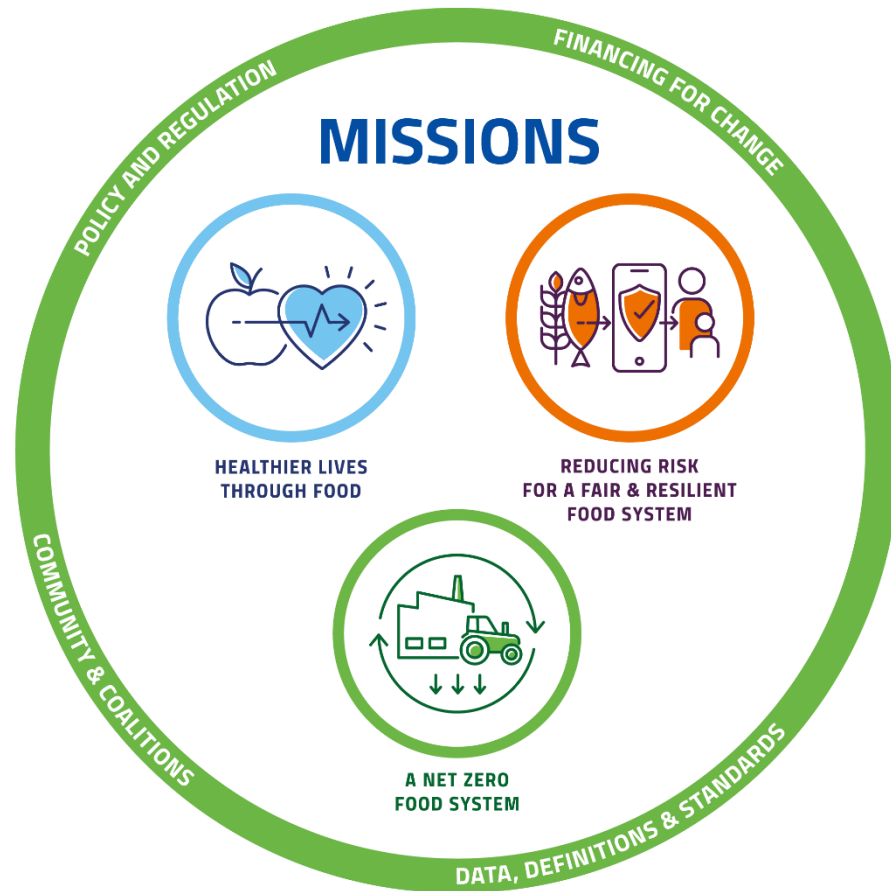 POLICY AND REGULATION
FINANCING FOR CHANGE
MISSIONS
HEALTHIER LIVES
THROUGH FOOD
REDUCING RISK
FOR A FAIR & RESILIENT
FOOD SYSTEM
A NET ZERO
FOOD SYSTEM
COMMUNITY & COALITIONS
DATA, DEFINITIONS & STANDARDS